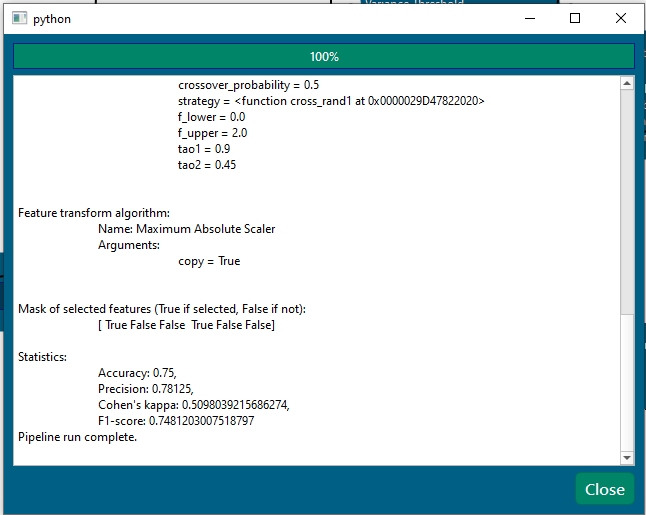 Variance Threshold
python
100%
crossover_probability = 0.5
strategy = <function cross_rand1 at 0x0000029D47822020>
f_lower = 0.0
f_upper = 2.0
tao1 = 0.9
tao2 = 0.45
Feature transform algorithm:
Name: Maximum Absolute Scaler
Arguments:
copy = True
Mask of selected features (True if selected, False if not):
[ True False False  True False False]
Statistics:
Accuracy: 0.75,
Precision: 0.78125,
Cohen's kappa: 0.5098039215686274,
F1-score: 0.7481203007518797
Pipeline run complete.
Close